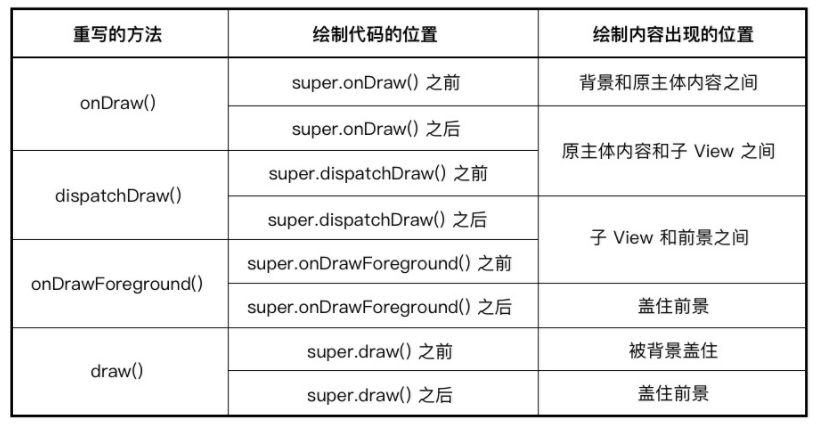 重写的方法 绘制代码的位置 绘制内容出现的位置
onDraw() super.onDraw() 之前 背景和原主体内容之间
super.onDraw() 之后 原主体内容和子 View 之间
dispatchDraw() super.dispatchDraw() 之前
super.dispatchDraw() 之后 子 View 和前景之间
onDrawForeground() super.onDrawForeground() 之前
super.onDrawForeground() 之后 盖住前景
draw() super.draw() 之前 被背景盖住
super.draw() 之后 盖住前景